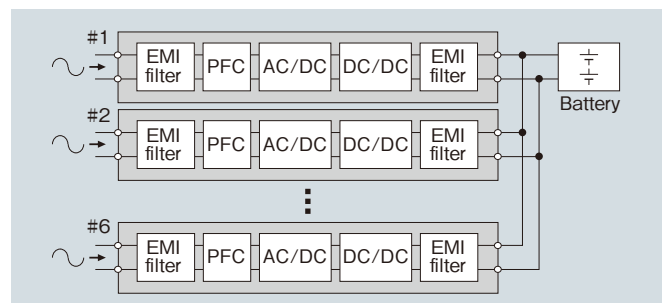 #1
EMI filter PFC AC/DC DC/DC EMI filter
Battery
#2
EMI filter PFC AC/DC DC/DC EMI filter
#6
EMI filter PFC AC/DC DC/DC EMI filter